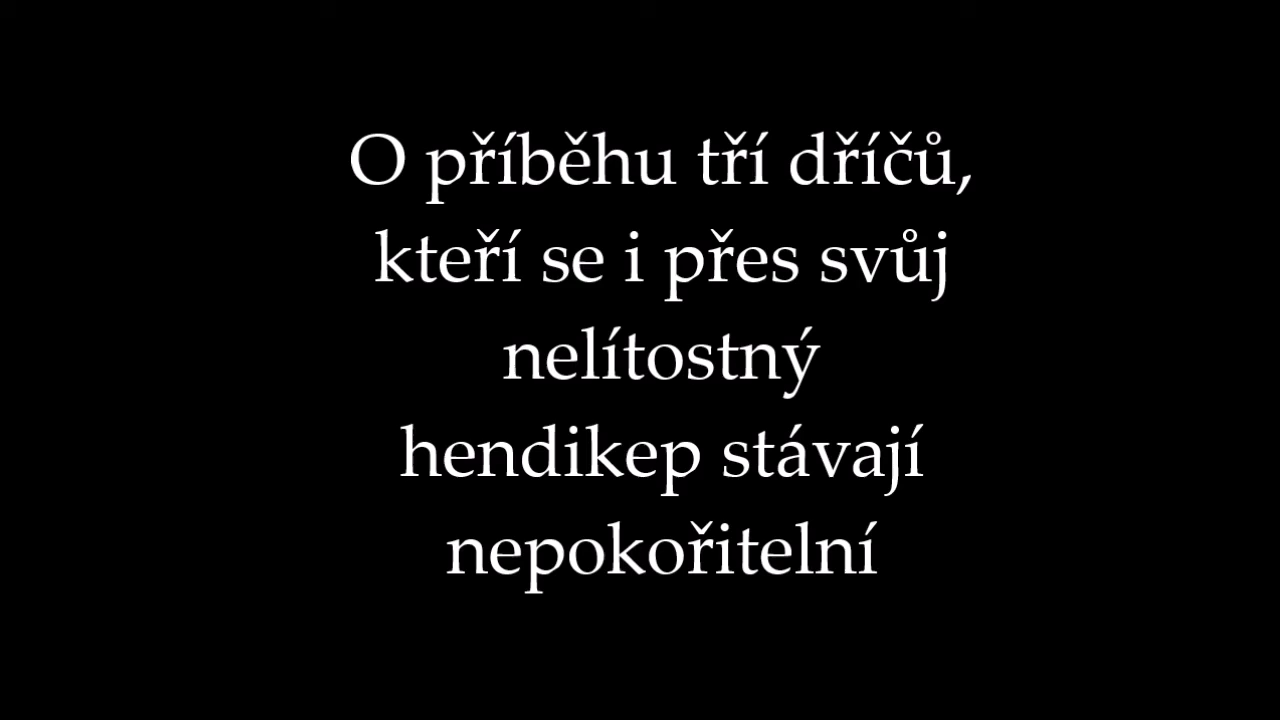 O příběhu tří dříčů,
kteří se i přes svůj
nelítostný
hendikep stávají
nepokořitelní